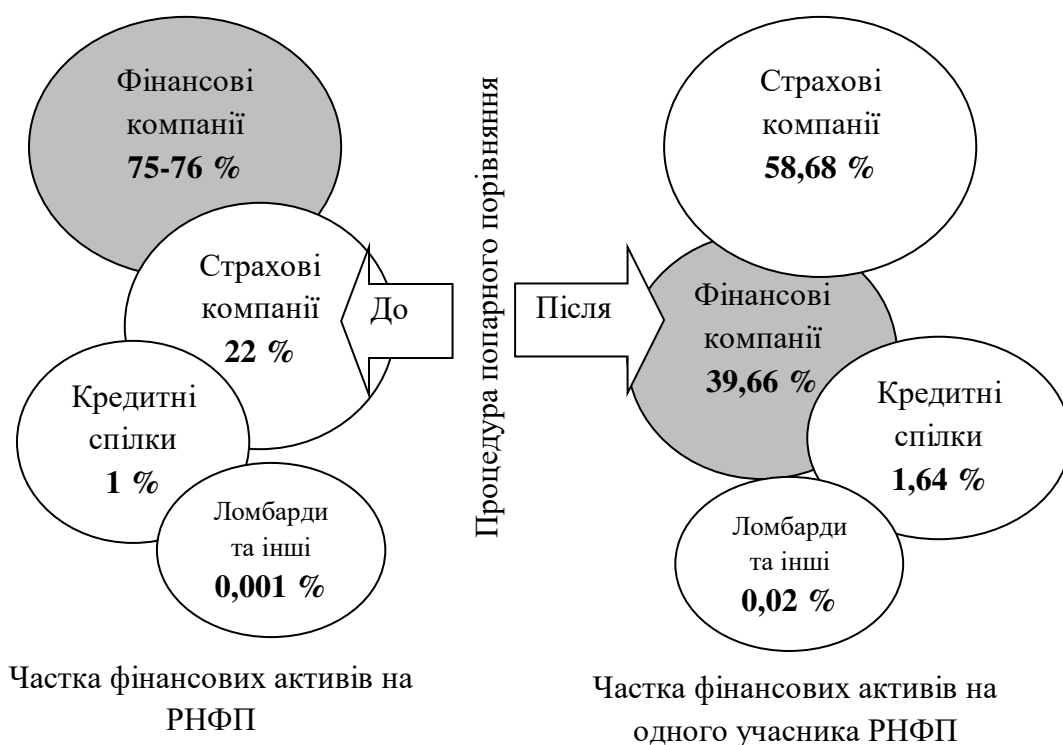 Фінансові
компанії
75-76 %
Страхові
компанії
22 %
Кредитні
спілки
1 %
Ломбарди
та інші
0,001 %
До
Процедура попарного порівняння
Після
Страхові
компанії
58,68 %
Фінансові
компанії
39,66 %
Кредитні
спілки
1,64 %
Ломбарди
та інші
0,02 %
Частка фінансових активів на
РНФП
Частка фінансових активів на
одного учасника РНФП